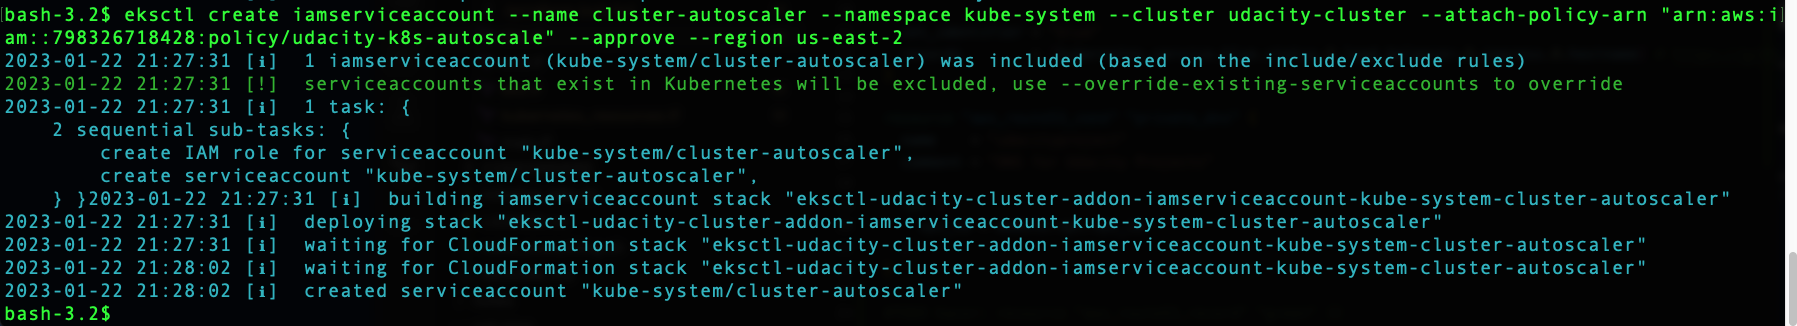 bash-3.2$ eksctl create iamserviceaccount --name cluster-autoscaler --namespace kube-system --cluster udacity-cluster --attach-policy-arn "arn:aws:i
am::798326718428:policy/udacity-k8s-autoscale" --approve --region us-east-2
2023-01-22 21:27:31 [ℹ]  1 iamserviceaccount (kube-system/cluster-autoscaler) was included (based on the include/exclude rules)
2023-01-22 21:27:31 [!]  serviceaccounts that exist in Kubernetes will be excluded, use --override-existing-serviceaccounts to override
2023-01-22 21:27:31 [ℹ]  1 task: {
    2 sequential sub-tasks: {
        create IAM role for serviceaccount "kube-system/cluster-autoscaler",
        create serviceaccount "kube-system/cluster-autoscaler",
    } }2023-01-22 21:27:31 [ℹ]  building iamserviceaccount stack "eksctl-udacity-cluster-addon-iamserviceaccount-kube-system-cluster-autoscaler"
2023-01-22 21:27:31 [ℹ]  deploying stack "eksctl-udacity-cluster-addon-iamserviceaccount-kube-system-cluster-autoscaler"
2023-01-22 21:27:31 [ℹ]  waiting for CloudFormation stack "eksctl-udacity-cluster-addon-iamserviceaccount-kube-system-cluster-autoscaler"
2023-01-22 21:28:02 [ℹ]  waiting for CloudFormation stack "eksctl-udacity-cluster-addon-iamserviceaccount-kube-system-cluster-autoscaler"
2023-01-22 21:28:02 [ℹ]  created serviceaccount "kube-system/cluster-autoscaler"
bash-3.2$